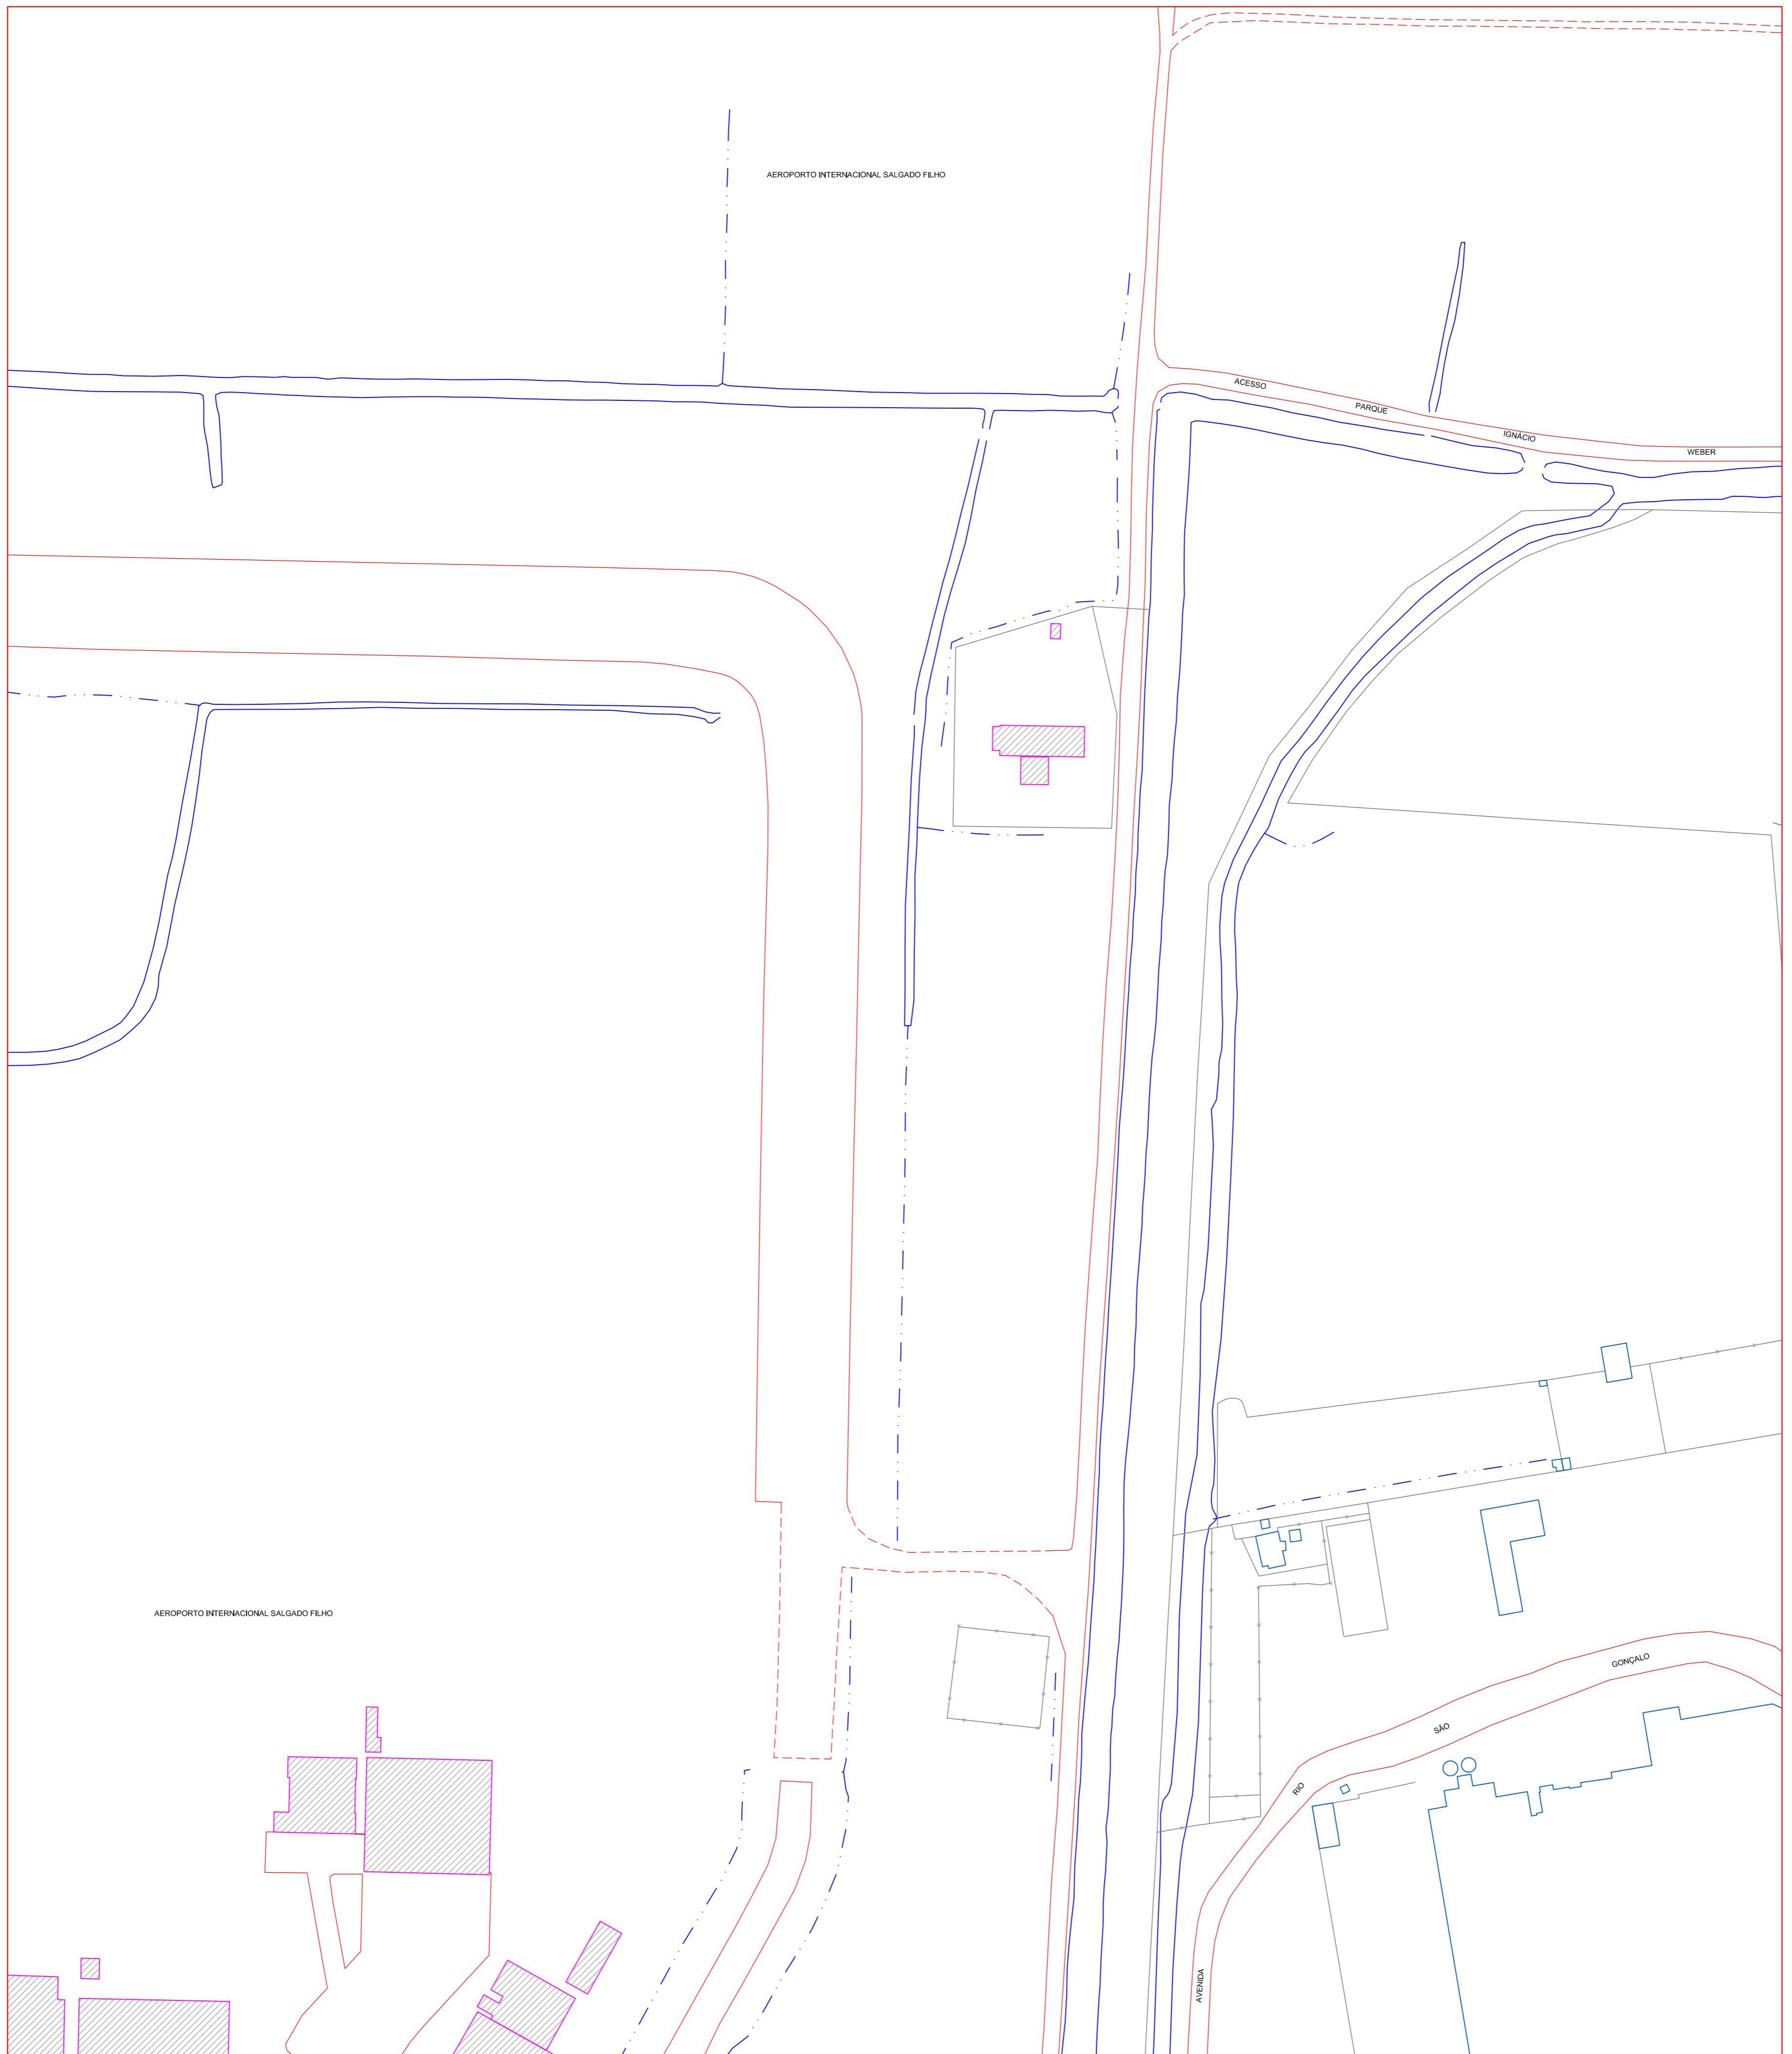 AEROPORTO INTERNACIONAL SALGADO FILHO
ACESSO
PARQUE
IGNÁCIO
WEBER
AEROPORTO INTERNACIONAL SALGADO FILHO
AVENIDA
RIO
SÃO
GONÇALO